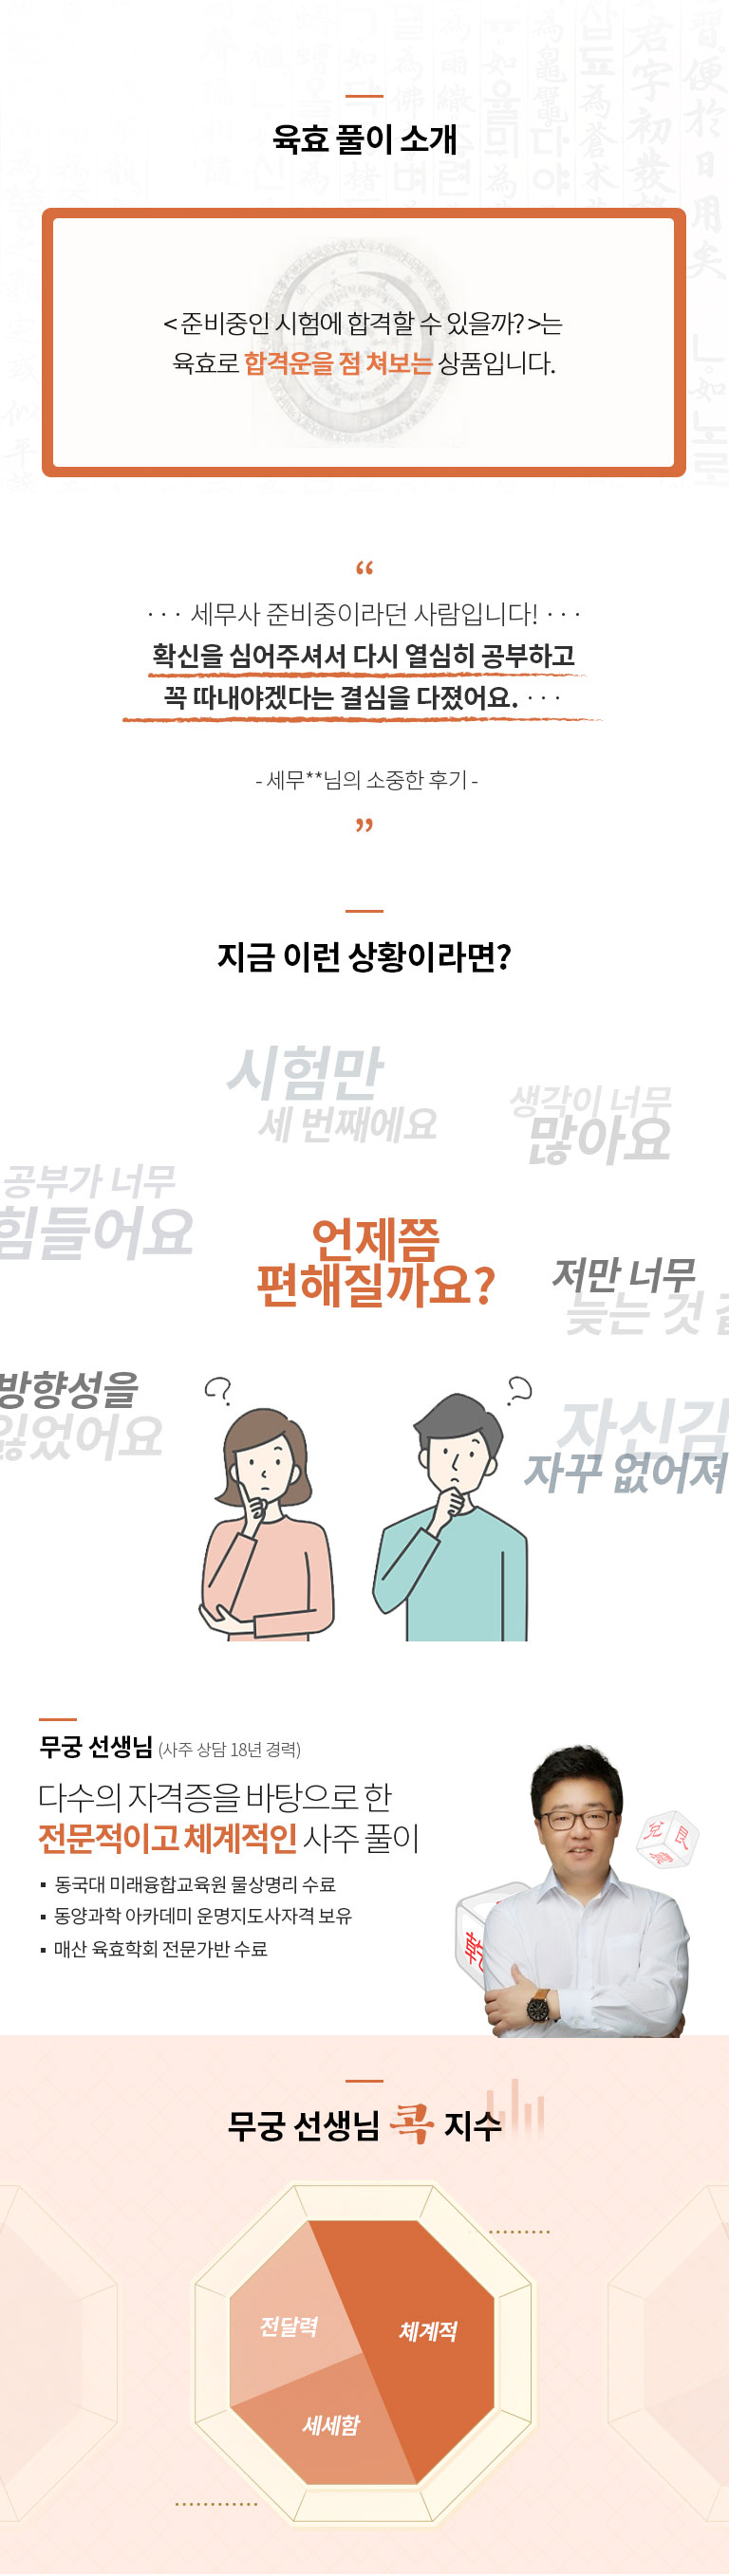 육효 풀이 소개
< 준비중인 시험에 합격할 수 있을까? >는
육효로 합격운을 점 쳐보는 상품입니다.
“
··· 세무사 준비중이라던 사람입니다! ···
확신을 심어주셔서 다시 열심히 공부하고
꼭 따내야겠다는 결심을 다졌어요. ···
- 세무**님의 소중한 후기 -
”
지금 이런 상황이라면?
시험만
세 번째에요
생각이 너무
많아요
공부가 너무
힘들어요
언제쯤
편해질까요?
저만 너무
늦는 것 같
방향성을
잃었어요
자신감
자꾸 없어져
무궁 선생님 (사주 상담 18년 경력)
다수의 자격증을 바탕으로 한
전문적이고 체계적인 사주 풀이
▪ 동국대 미래융합교육원 물상명리 수료
▪ 동양과학 아카데미 운명지도사자격 보유
▪ 매산 육효학회 전문가반 수료
兌 艮
무궁 선생님 콕 지수
전달력
체계적
세세함